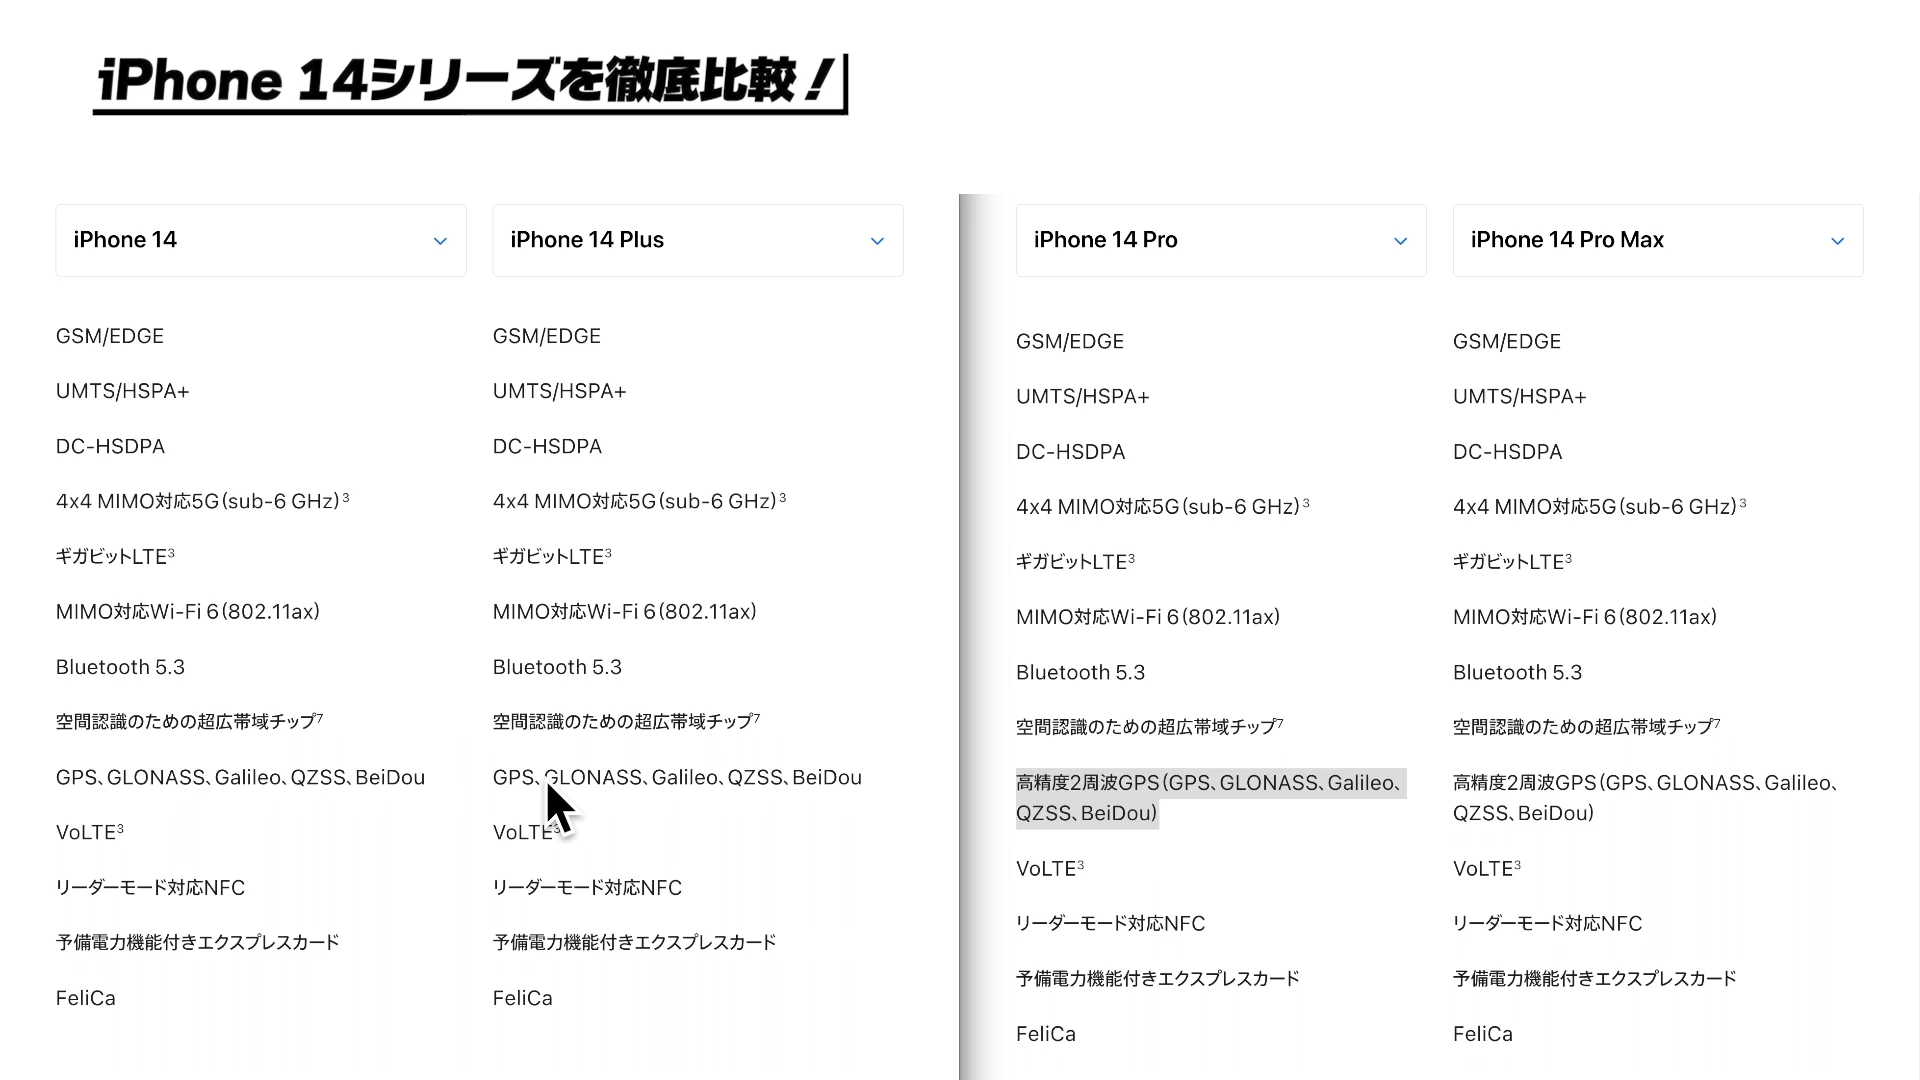 iPhone 14シリーズを徹底比較！
iPhone 14
GSM/EDGE
UMTS/HSPA+
DC-HSDPA
4x4 MIMO対応5G(sub-6 GHz)3
ギガビットLTE3
MIMO対応Wi-Fi 6(802.11ax)
Bluetooth 5.3
空間認識のための超広帯域チップ7
GPS、GLONASS、Galileo、QZSS、BeiDou
VoLTE3
リーダーモード対応NFC
予備電力機能付きエクスプレスカード
FeliCa
iPhone 14 Plus
GSM/EDGE
UMTS/HSPA+
DC-HSDPA
4x4 MIMO対応5G(sub-6 GHz)3
ギガビットLTE3
MIMO対応Wi-Fi 6(802.11ax)
Bluetooth 5.3
空間認識のための超広帯域チップ7
GPS、GLONASS、Galileo、QZSS、BeiDou
VoLTE3
リーダーモード対応NFC
予備電力機能付きエクスプレスカード
FeliCa
iPhone 14 Pro
GSM/EDGE
UMTS/HSPA+
DC-HSDPA
4x4 MIMO対応5G(sub-6 GHz)3
ギガビットLTE3
MIMO対応Wi-Fi 6(802.11ax)
Bluetooth 5.3
空間認識のための超広帯域チップ7
高精度2周波GPS(GPS、GLONASS、Galileo、
QZSS、BeiDou)
VoLTE3
リーダーモード対応NFC
予備電力機能付きエクスプレスカード
FeliCa
iPhone 14 Pro Max
GSM/EDGE
UMTS/HSPA+
DC-HSDPA
4x4 MIMO対応5G(sub-6 GHz)3
ギガビットLTE3
MIMO対応Wi-Fi 6(802.11ax)
Bluetooth 5.3
空間認識のための超広帯域チップ7
高精度2周波GPS(GPS、GLONASS、Galileo、
QZSS、BeiDou)
VoLTE3
リーダーモード対応NFC
予備電力機能付きエクスプレスカード
FeliCa